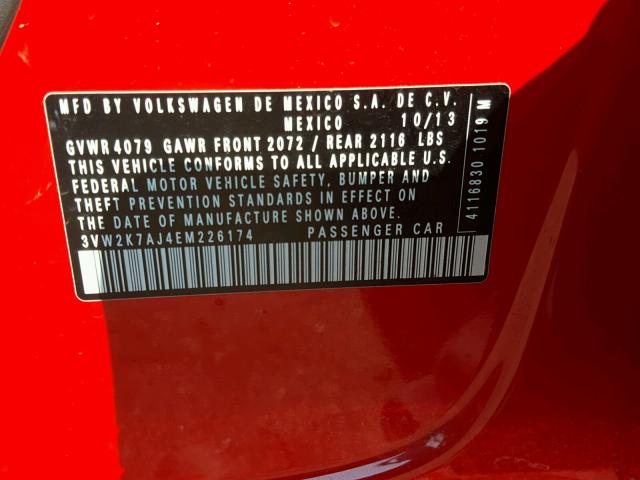 MFD BY VOLKSWAGEN DE MEXICO S.A. DE C.V.
MEXICO 10/13
GVWR 4079 GAWR FRONT 2072 / REAR 2116 LBS
THIS VEHICLE CONFORMS TO ALL APPLICABLE U.S.
FEDERAL MOTOR VEHICLE SAFETY, BUMPER AND
THEFT PREVENTION STANDARDS IN EFFECT ON
THE DATE OF MANUFACTURE SHOWN ABOVE.
3VW2K7AJ4EM226174 PASSENGER CAR
4116830 1019 M